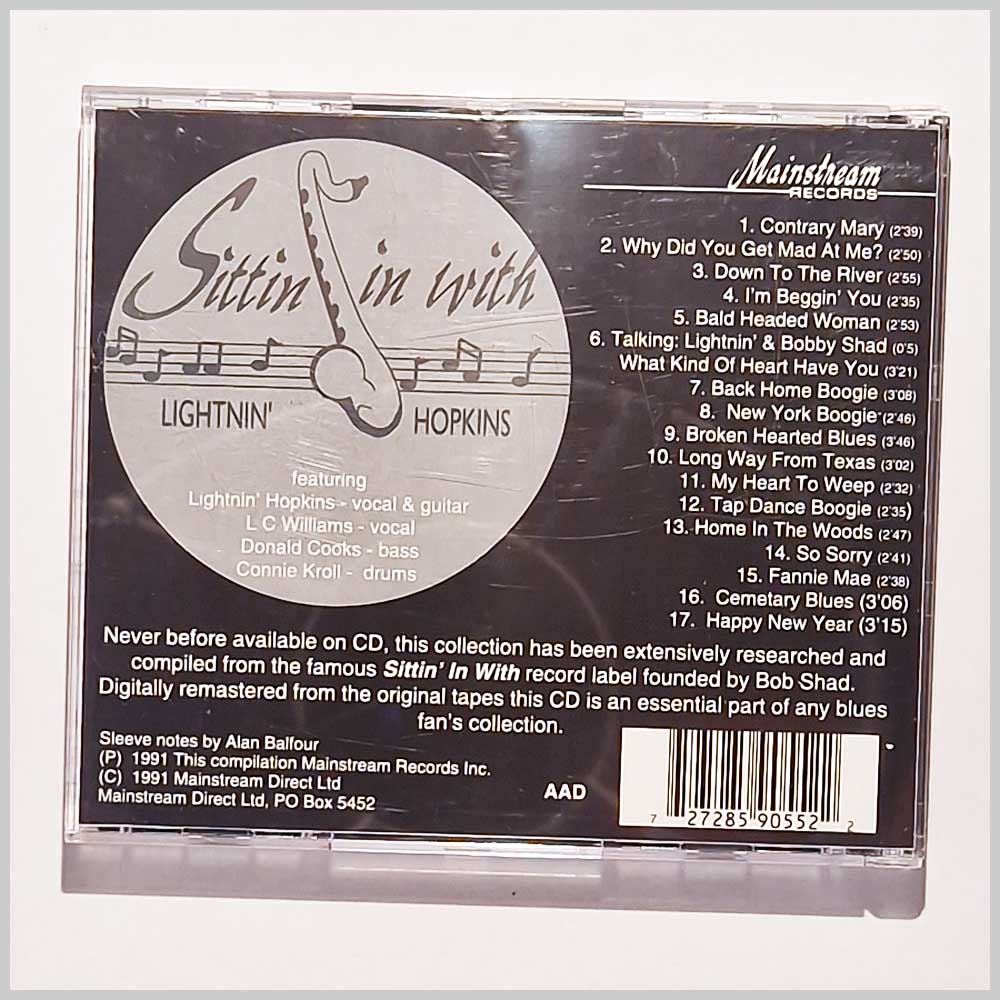 Sittin' in with
LIGHTNIN' HOPKINS
featuring
Lightnin' Hopkins - vocal & guitar
L C Williams - vocal
Donald Cooks - bass
Connie Kroll - drums
Mainstream
RECORDS
1. Contrary Mary (2'39)
2. Why Did You Get Mad At Me? (2'50)
3. Down To The River (2'55)
4. I'm Beggin' You (2'35)
5. Bald Headed Woman (2'53)
6. Talking: Lightnin' & Bobby Shad (0'5)
What Kind Of Heart Have You (3'21)
7. Back Home Boogie (3'08)
8. New York Boogie (2'46)
9. Broken Hearted Blues (3'46)
10. Long Way From Texas (3'02)
11. My Heart To Weep (2'32)
12. Tap Dance Boogie (2'35)
13. Home In The Woods (2'47)
14. So Sorry (2'41)
15. Fannie Mae (2'38)
16. Cemetary Blues (3'06)
17. Happy New Year (3'15)
Never before available on CD, this collection has been extensively researched and
compiled from the famous Sittin' In With record label founded by Bob Shad.
Digitally remastered from the original tapes this CD is an essential part of any blues
fan's collection.
Sleeve notes by Alan Balfour
(P) 1991 This compilation Mainstream Records Inc.
(C) 1991 Mainstream Direct Ltd
Mainstream Direct Ltd, PO Box 5452
AAD
7 27285 90552 2